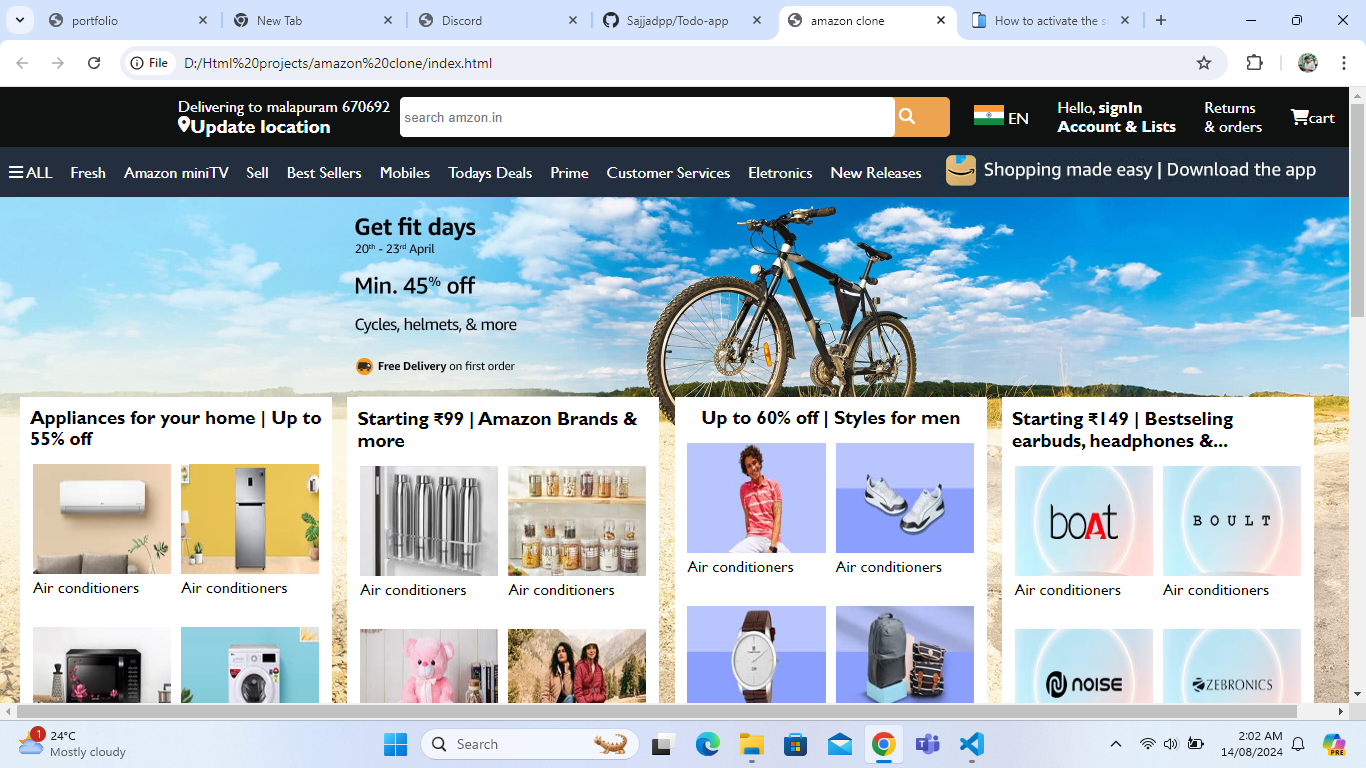 portfolio
New Tab
Discord
Sajjadpp/Todo-app
amazon clone
How to activate the s
File
D:/Html%20projects/amazon%20clone/index.html
Delivering to malapuram 670692
Update location
search amzon.in
EN
Hello, signIn
Account & Lists
Returns
& orders
cart
ALL
Fresh
Amazon miniTV
Sell
Best Sellers
Mobiles
Todays Deals
Prime
Customer Services
Eletronics
New Releases
Shopping made easy | Download the app
Get fit days
20th - 23rd April
Min. 45% off
Cycles, helmets, & more
Free Delivery on first order
Appliances for your home | Up to
55% off
Air conditioners
Air conditioners
Starting ₹99 | Amazon Brands &
more
Air conditioners
Air conditioners
Up to 60% off | Styles for men
Air conditioners
Air conditioners
Starting ₹149 | Bestseling
earbuds, headphones &...
boAt
BOULT
Air conditioners
Air conditioners
NOISE
ZEBRONICS
1
24°C
Mostly cloudy
Search
2:02 AM
14/08/2024
PRE